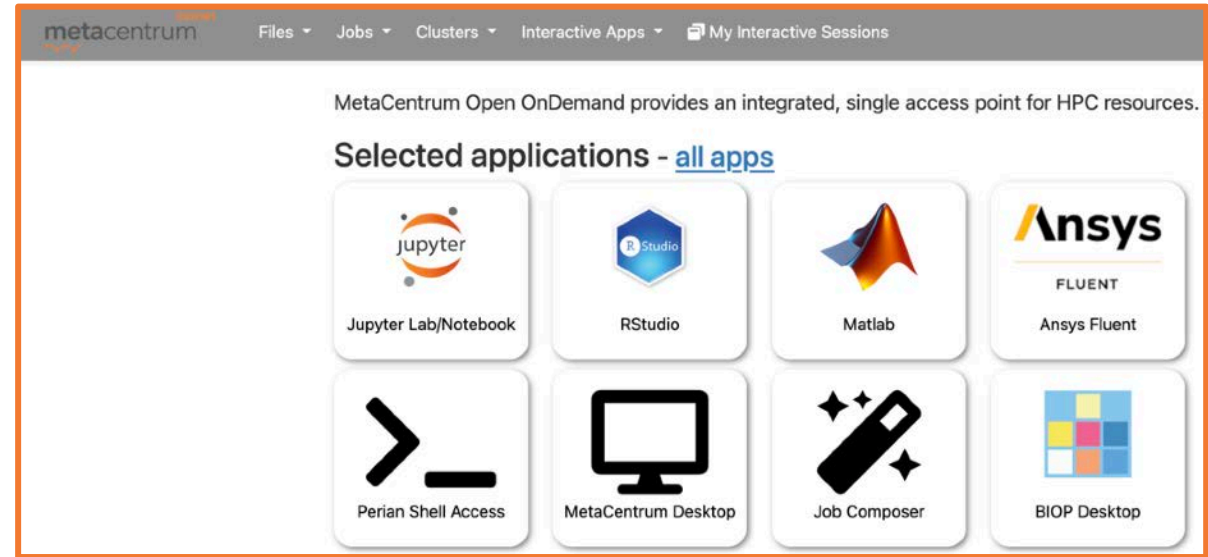 metacentrum Files Jobs Clusters Interactive Apps My Interactive Sessions
MetaCentrum Open OnDemand provides an integrated, single access point for HPC resources.
Selected applications - all apps
jupyter R Studio Ansys
FLUENT
Jupyter Lab/Notebook RStudio Matlab Ansys Fluent
Perian Shell Access MetaCentrum Desktop Job Composer BIOP Desktop